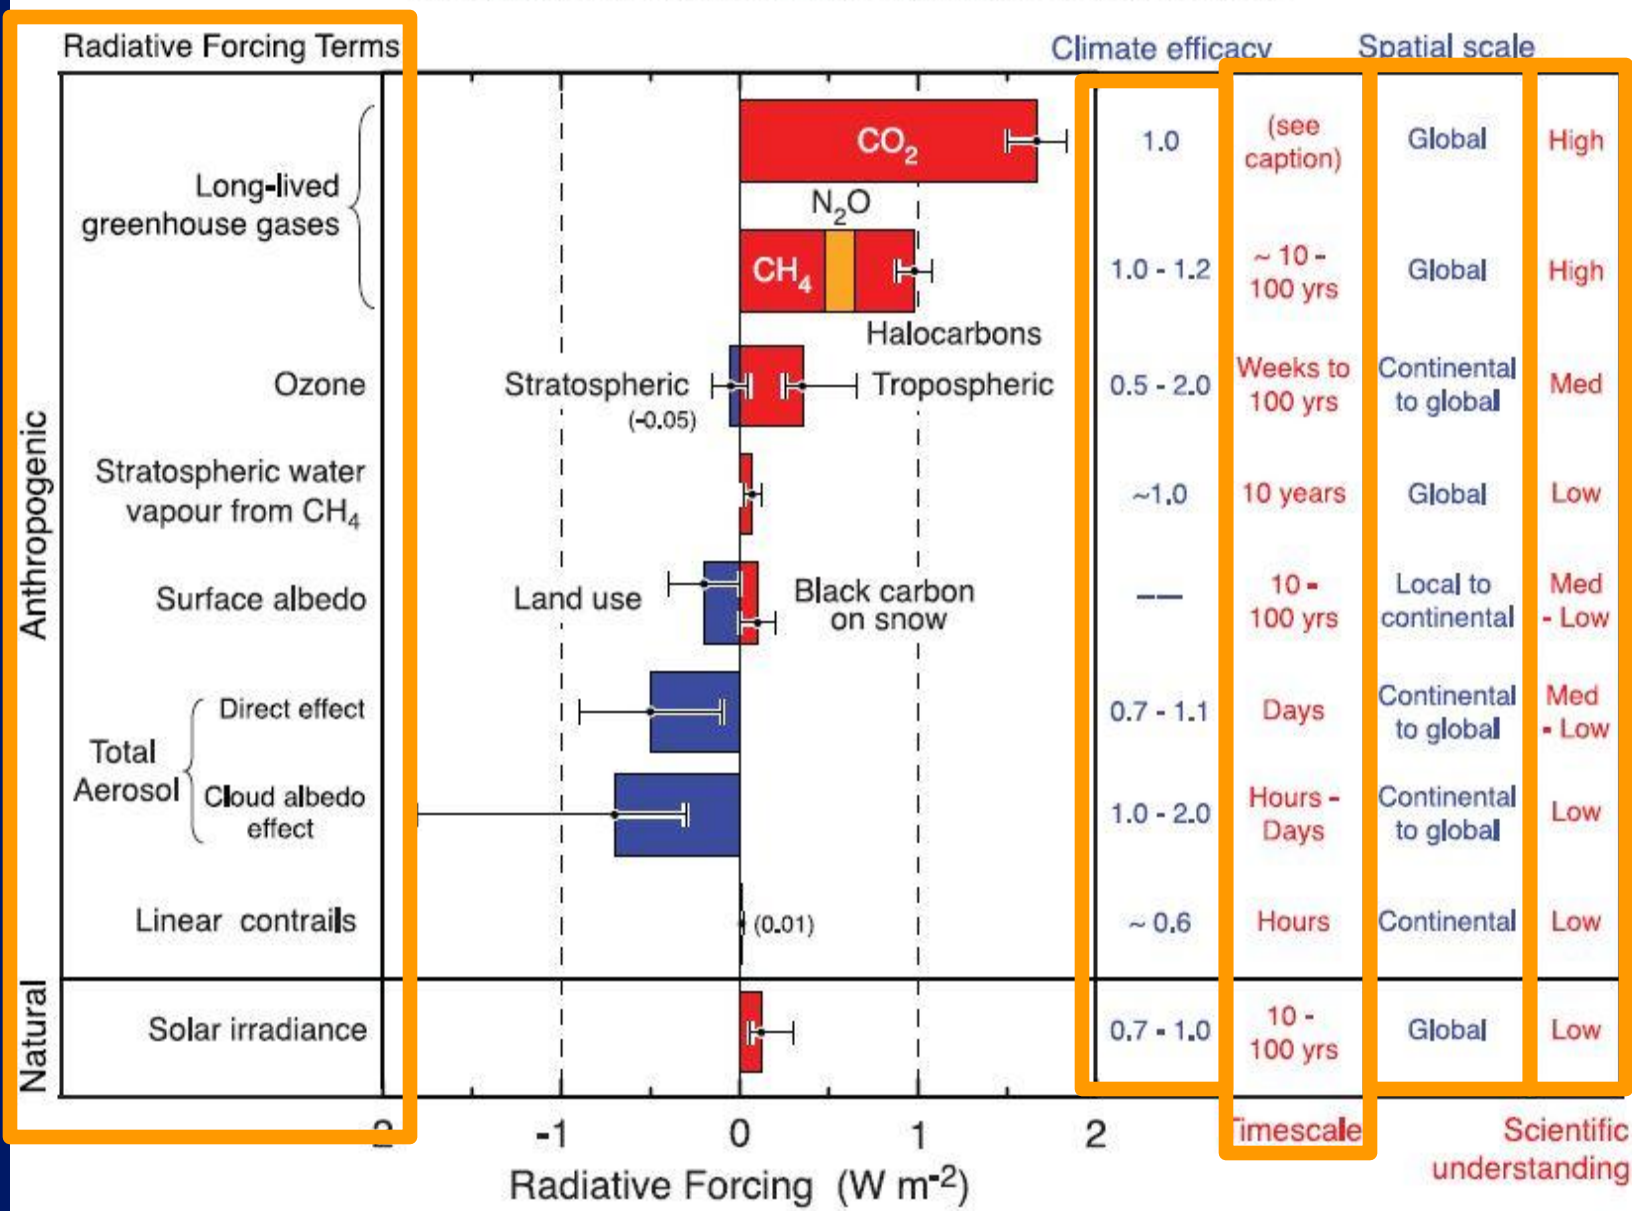 Radiative Forcing Terms
Climate efficacy
Spatial scale
Anthropogenic
Long-lived
greenhouse gases
CO2
1.0
(see
caption)
Global
High
N2O
CH4
Halocarbons
1.0 - 1.2
~ 10 -
100 yrs
Global
High
Ozone
Stratospheric
(-0.05)
Tropospheric
0.5 - 2.0
Weeks to
100 yrs
Continental
to global
Med
Stratospheric water
vapour from CH4
~1.0
10 years
Global
Low
Surface albedo
Land use
Black carbon
on snow
10 -
100 yrs
Local to
continental
Med
- Low
Total
Aerosol
Direct effect
0.7 - 1.1
Days
Continental
to global
Med
- Low
Cloud albedo
effect
1.0 - 2.0
Hours -
Days
Continental
to global
Low
Linear contrails
(0.01)
~ 0.6
Hours
Continental
Low
Natural
Solar irradiance
0.7 - 1.0
10 -
100 yrs
Global
Low
2 -1 0 1 2
Timescale
Scientific
understanding
Radiative Forcing (W m-2)